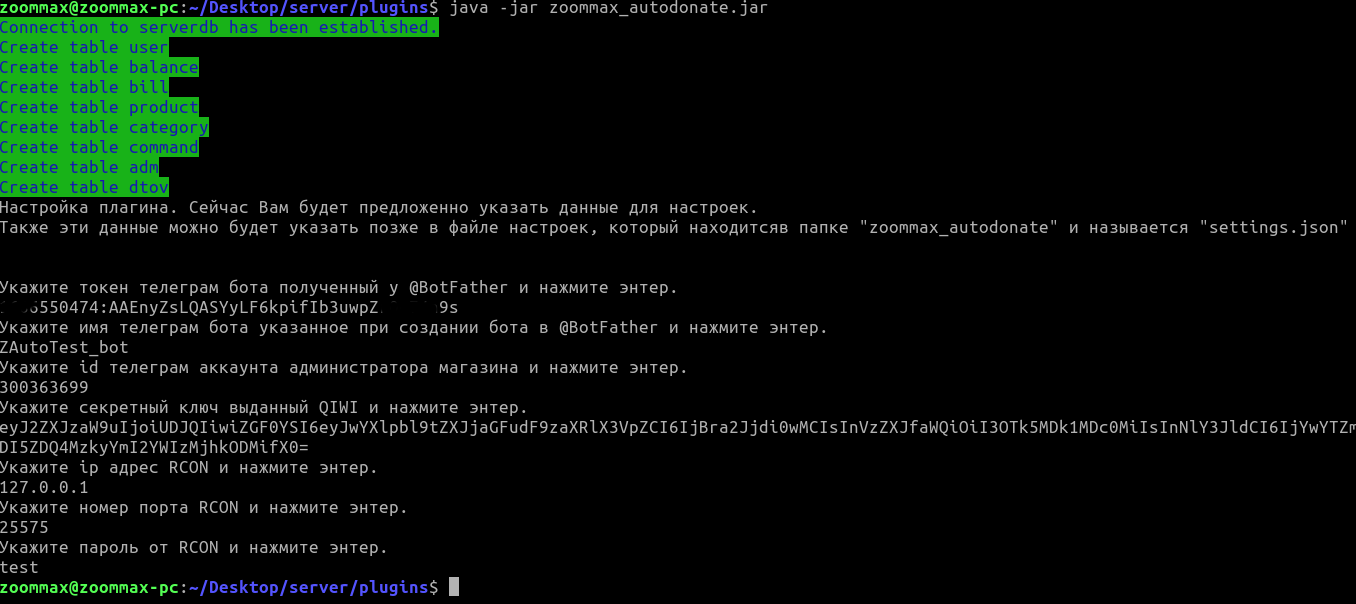 zoommax@zoommax-pc:~/Desktop/server/plugins$ java -jar zoommax_autodonate.jar
Connection to serverdb has been established.
Create table user
Create table balance
Create table bill
Create table product
Create table category
Create table command
Create table adm
Create table dtov
Настройка плагина. Сейчас Вам будет предложенно указать данные для настроек.
Также эти данные можно будет указать позже в файле настроек, который находитсяв папке "zoommax_autodonate" и называется "settings.json"
Укажите токен телеграм бота полученный у @BotFather и нажмите энтер.
6550474:AAEnyZsLQASYyLF6kpifIb3uwpZ 9s
Укажите имя телеграм бота указанное при создании бота в @BotFather и нажмите энтер.
ZAutoTest_bot
Укажите id телеграм аккаунта администратора магазина и нажмите энтер.
300363699
Укажите секретный ключ выданный QIWI и нажмите энтер.
eyJ2ZXJzaW9uIjoiUDJQIiwiZGF0YSI6eyJwYXlpbl9tZXJjaGFudF9zaXRlX3VpZCI6IjBra2Jjdi0wMCIsInVzZXJfaWQiOiI3OTk5MDk1MDc0MiIsInNlY3JldCI6IjYwYTZm
DI5ZDQ4MzkyYmI2YWIzMjhkODMifX0=
Укажите ip адрес RCON и нажмите энтер.
127.0.0.1
Укажите номер порта RCON и нажмите энтер.
25575
Укажите пароль от RCON и нажмите энтер.
test
zoommax@zoommax-pc:~/Desktop/server/plugins$